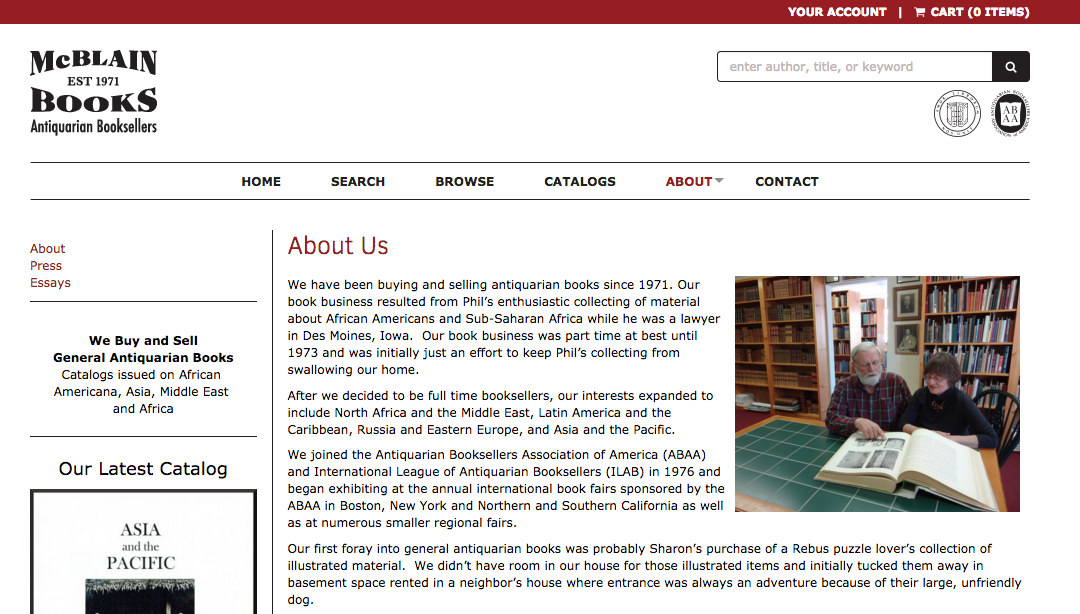 YOUR ACCOUNT | CART (0 ITEMS)
McBLAIN
EST 1971
BOOKS
Antiquarian Booksellers
enter author, title, or keyword
AB
AA
HOME SEARCH BROWSE CATALOGS ABOUT CONTACT
About
Press
Essays
We Buy and Sell
General Antiquarian Books
Catalogs issued on African
Americana, Asia, Middle East
and Africa
Our Latest Catalog
ASIA
and the
PACIFIC
About Us
We have been buying and selling antiquarian books since 1971. Our
book business resulted from Phil's enthusiastic collecting of material
about African Americans and Sub-Saharan Africa while he was a lawyer
in Des Moines, Iowa.  Our book business was part time at best until
1973 and was initially just an effort to keep Phil's collecting from
swallowing our home.
After we decided to be full time booksellers, our interests expanded to
include North Africa and the Middle East, Latin America and the
Caribbean, Russia and Eastern Europe, and Asia and the Pacific.
We joined the Antiquarian Booksellers Association of America (ABAA)
and International League of Antiquarian Booksellers (ILAB) in 1976 and
began exhibiting at the annual international book fairs sponsored by the
ABAA in Boston, New York and Northern and Southern California as well
as at numerous smaller regional fairs.
Our first foray into general antiquarian books was probably Sharon's purchase of a Rebus puzzle lover's collection of
illustrated material.  We didn't have room in our house for those illustrated items and initially tucked them away in
basement space rented in a neighbor's house where entrance was always an adventure because of their large, unfriendly
dog.